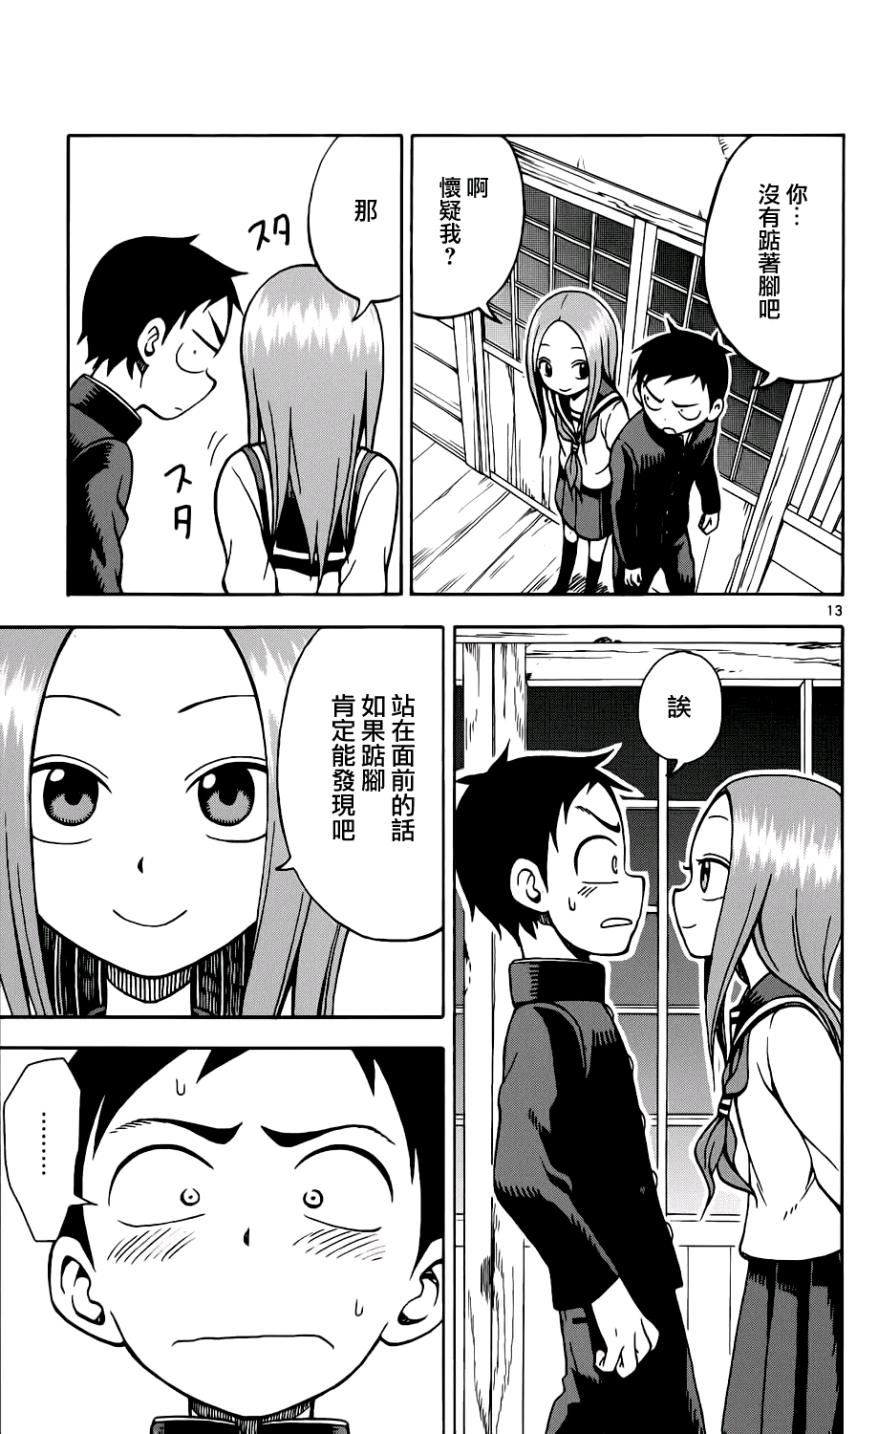 你…
沒有踮著腳吧
啊
懷疑我?
那
スタ
スタ
13
誒
站在面前的話
如果踮腳
肯定能發現吧
………